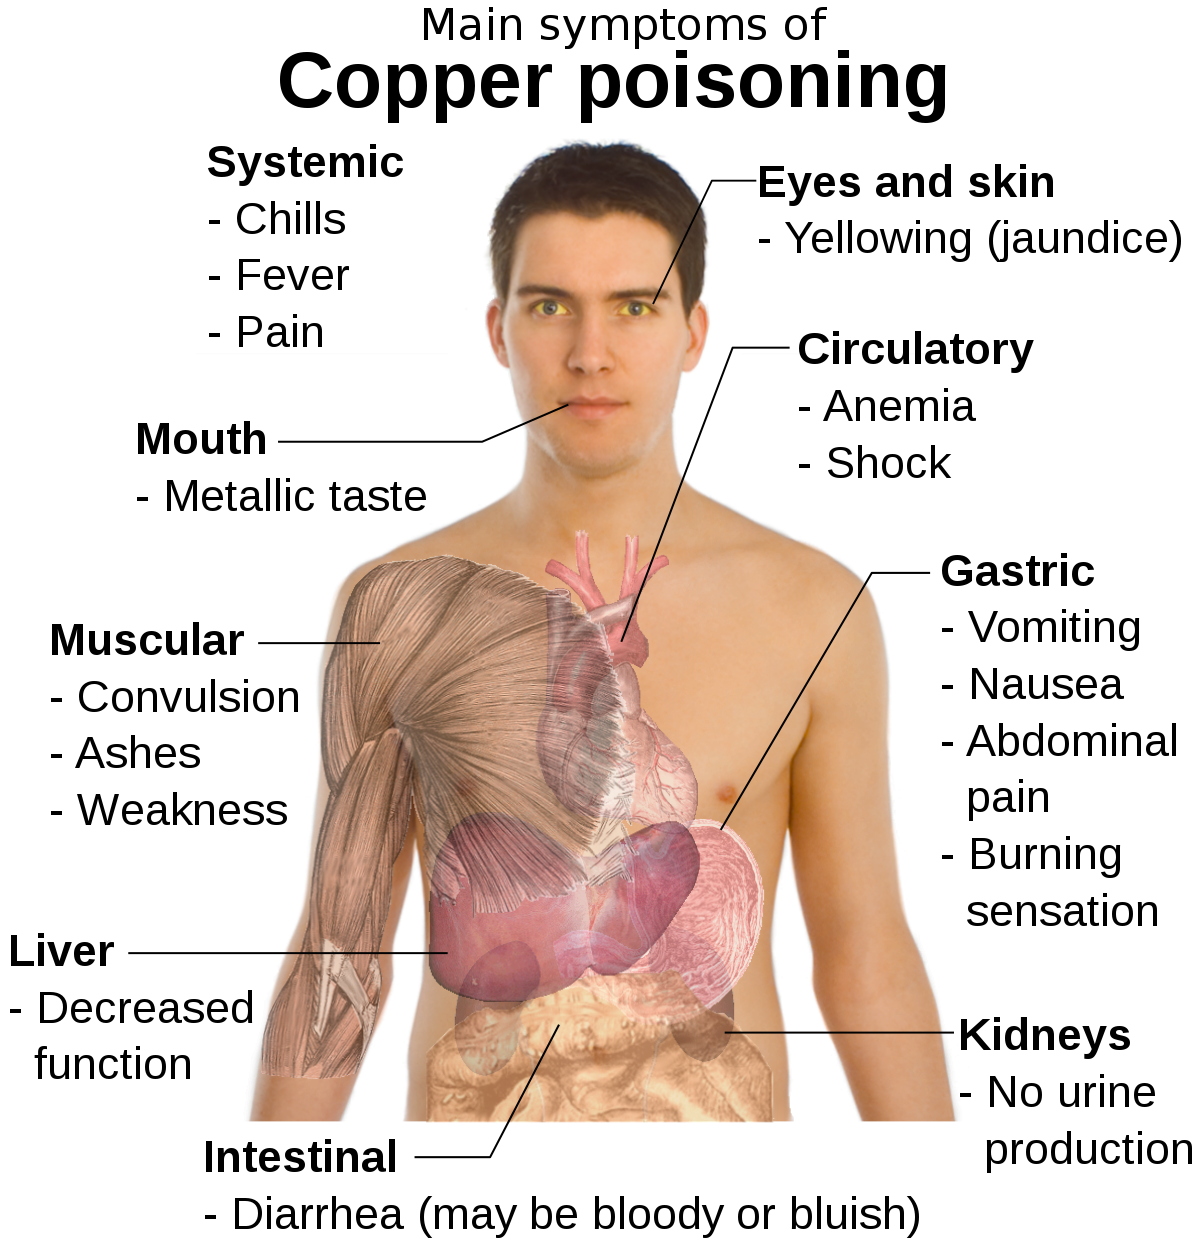 Main symptoms of
Copper poisoning
Systemic
- Chills
- Fever
- Pain
Eyes and skin
- Yellowing (jaundice)
Circulatory
- Anemia
- Shock
Mouth
- Metallic taste
Gastric
- Vomiting
- Nausea
- Abdominal
pain
- Burning
sensation
Muscular
- Convulsion
- Ashes
- Weakness
Liver
- Decreased
function
Kidneys
- No urine
production
Intestinal
- Diarrhea (may be bloody or bluish)